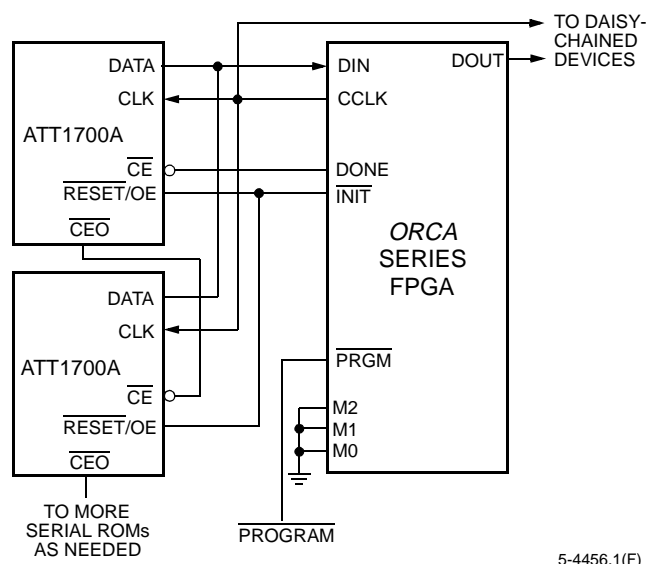 TO DAISY-
CHAINED
DEVICES
DATA
CLK
ATT1700A
CE
RESET/OE
CEO
DIN
DOUT
CCLK
DONE
INIT
ORCA
SERIES
FPGA
PRGM
M2
M1
M0
DATA
CLK
ATT1700A
CE
RESET/OE
CEO
TO MORE
SERIAL ROMs
AS NEEDED
PROGRAM
5-4456.1(F)